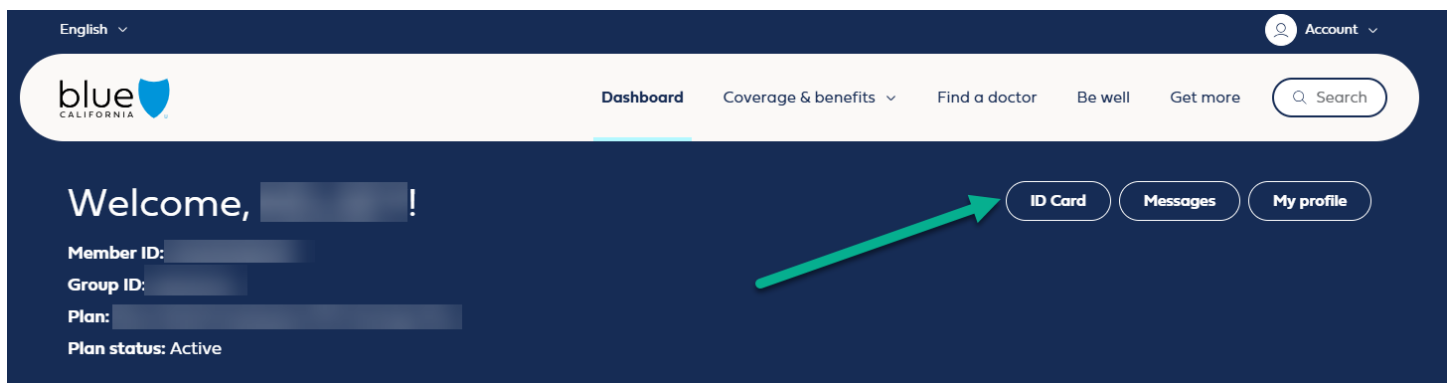 English
Account
blue
CALIFORNIA
Dashboard Coverage & benefits Find a doctor Be well Get more Search
Welcome, !
ID Card Messages My profile
Member ID:
Group ID:
Plan:
Plan status: Active